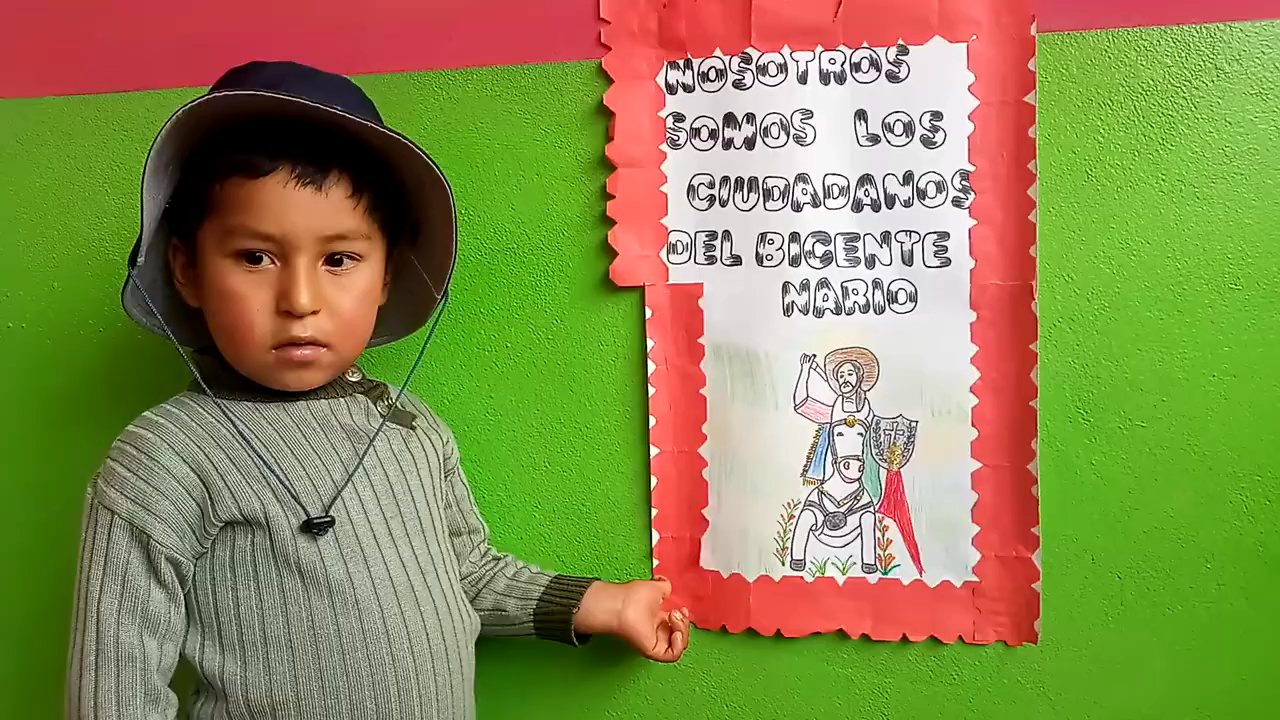 NOSOTROS
SOMOS LOS
CIUDADANOS
DEL BICENTE
NARIO